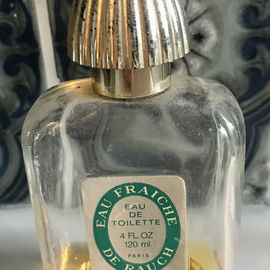 EAU FRAICHE
EAU
DE
TOILETTE
4 FL.OZ
120 ml.
PARIS
DE RAUCH